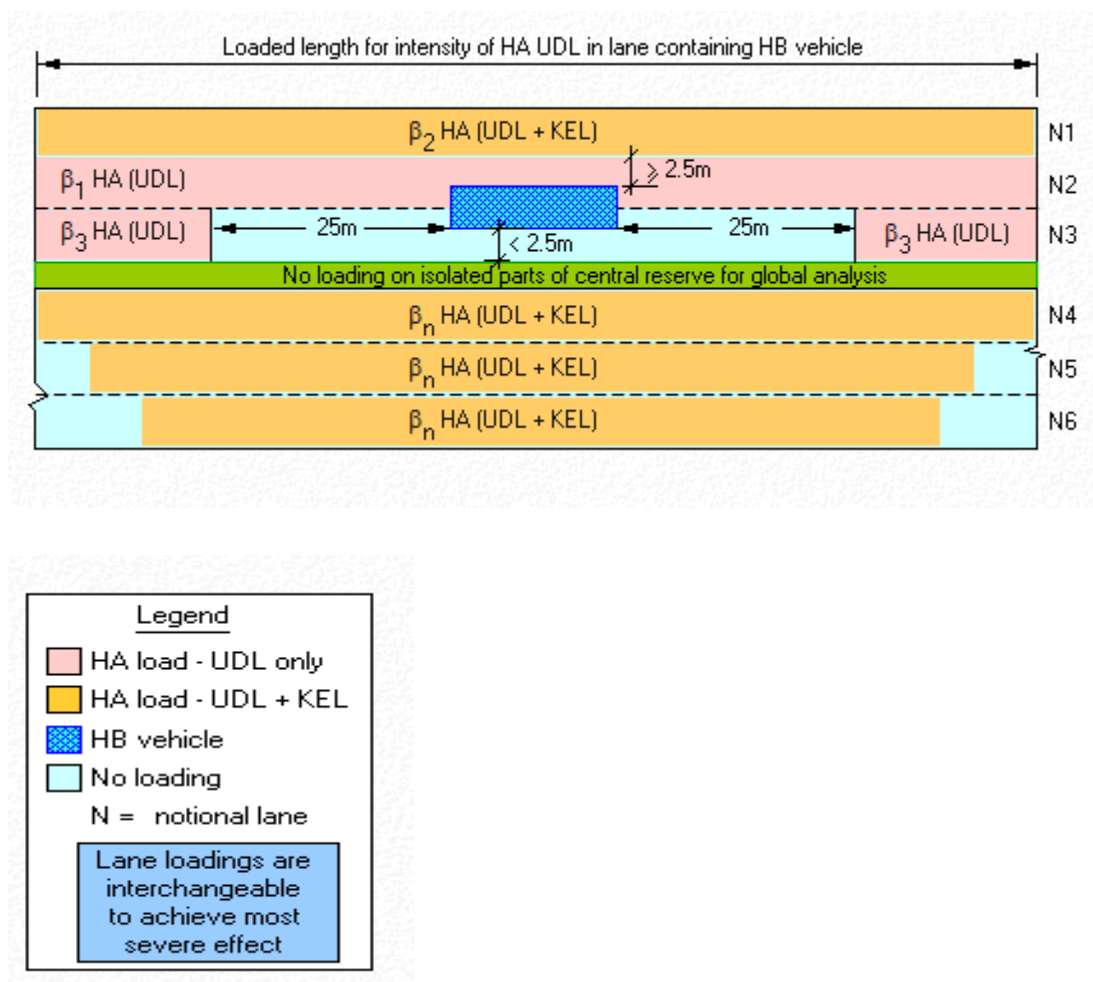 Loaded length for intensity of HA UDL in lane containing HB vehicle
β2 HA (UDL + KEL) N1
β1 HA (UDL) ⩾ 2.5m N2
β3 HA (UDL) 25m < 2.5m 25m β3 HA (UDL) N3
No loading on isolated parts of central reserve for global analysis
βn HA (UDL + KEL) N4
βn HA (UDL + KEL) N5
βn HA (UDL + KEL) N6
Legend
HA load - UDL only
HA load - UDL + KEL
HB vehicle
No loading
N = notional lane
Lane loadings are
interchangeable
to achieve most
severe effect